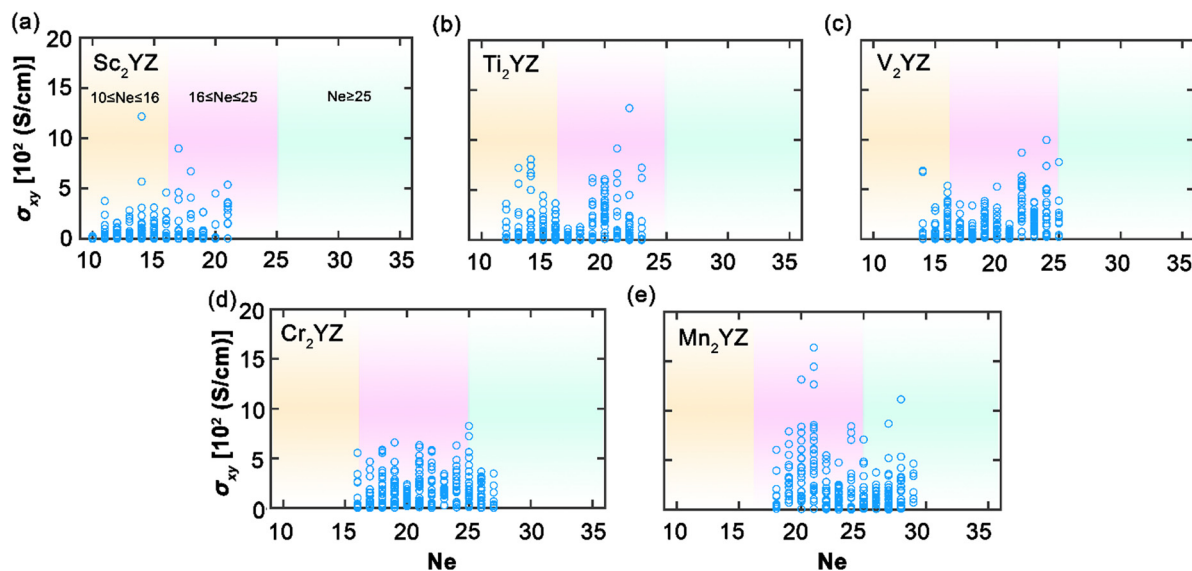 (a)
(b)
(c)
20
15
10
5
0
σxy [10² (S/cm)]
Sc₂YZ
10≤Ne≤16
16≤Ne≤25
Ne≥25
Ti₂YZ
V₂YZ
10 15 20 25 30 35
10 15 20 25 30 35
10 15 20 25 30 35
(d)
(e)
20
15
10
5
0
σxy [10² (S/cm)]
Cr₂YZ
Mn₂YZ
10 15 20 25 30 35
10 15 20 25 30 35
Ne
Ne